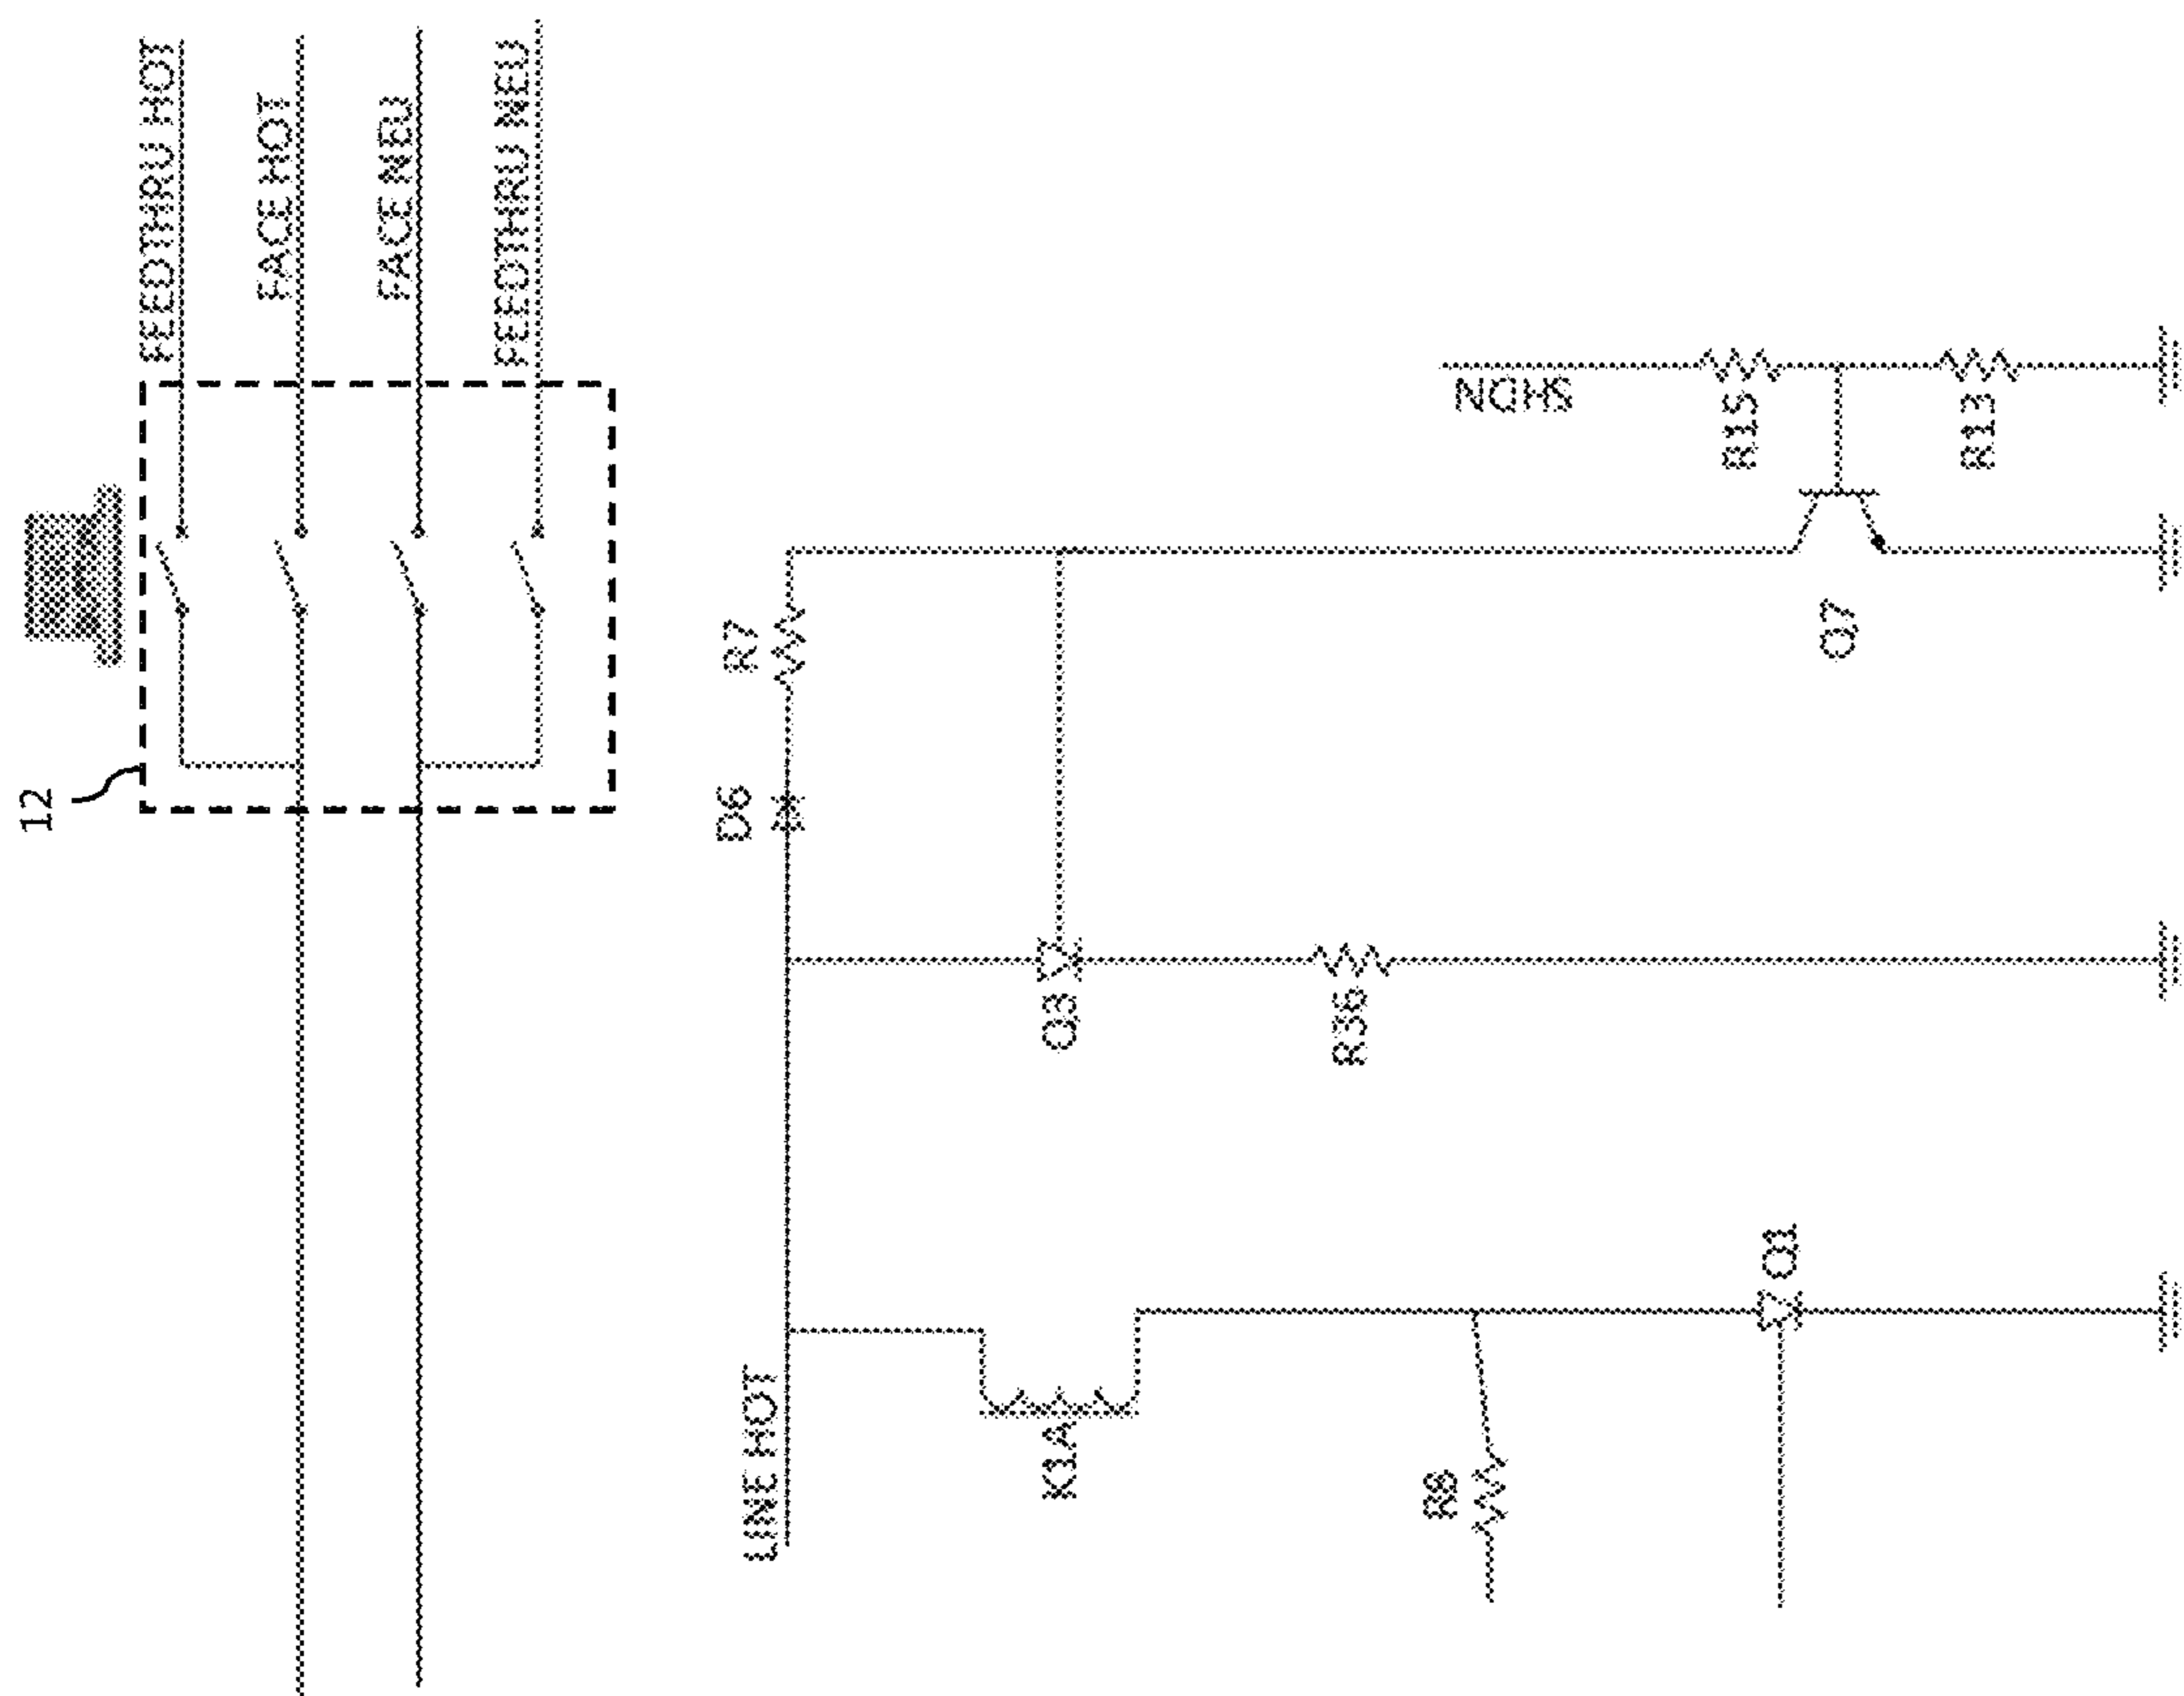 12
FEEDTHRU HOT
FACE HOT
FACE NEU
FEEDTHRU NEU
LINE HOT
D6
R7
K1A
Q3
R36
R8
Q1
Q7
SHDN
R15
R13